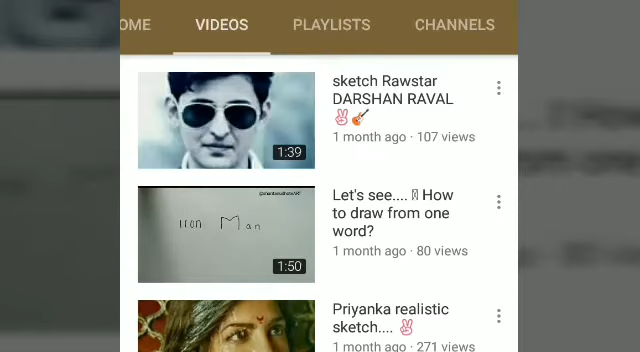 OME VIDEOS PLAYLISTS CHANNELS
sketch Rawstar
DARSHAN RAVAL
✌🎸
1 month ago · 107 views
1:39
Let's see.... How
to draw from one
word?
1 month ago · 80 views
Iron Man
1:50
Priyanka realistic
sketch.... ✌
1 month ago · 271 views